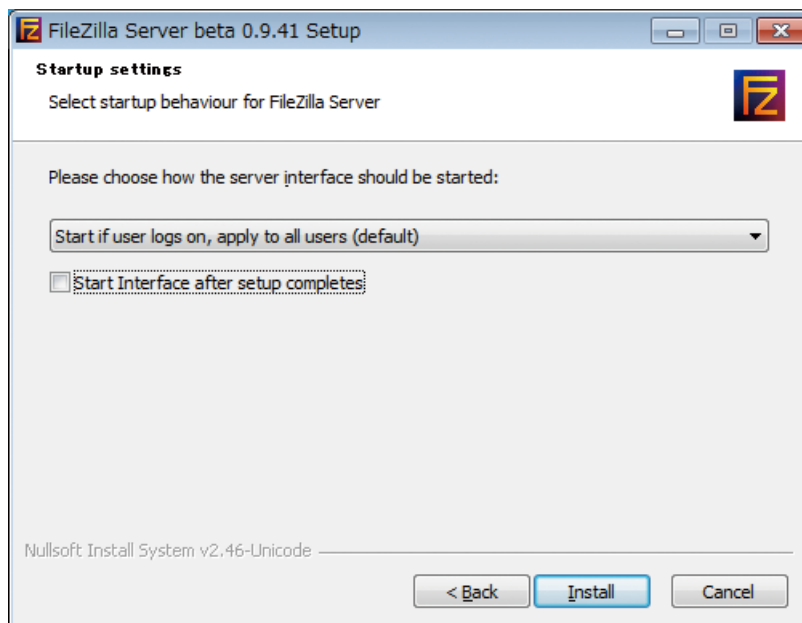 FileZilla Server beta 0.9.41 Setup
Startup settings
Select startup behaviour for FileZilla Server
Please choose how the server interface should be started:
Start if user logs on, apply to all users (default)
Start Interface after setup completes
Nullsoft Install System v2.46-Unicode
< Back Install Cancel